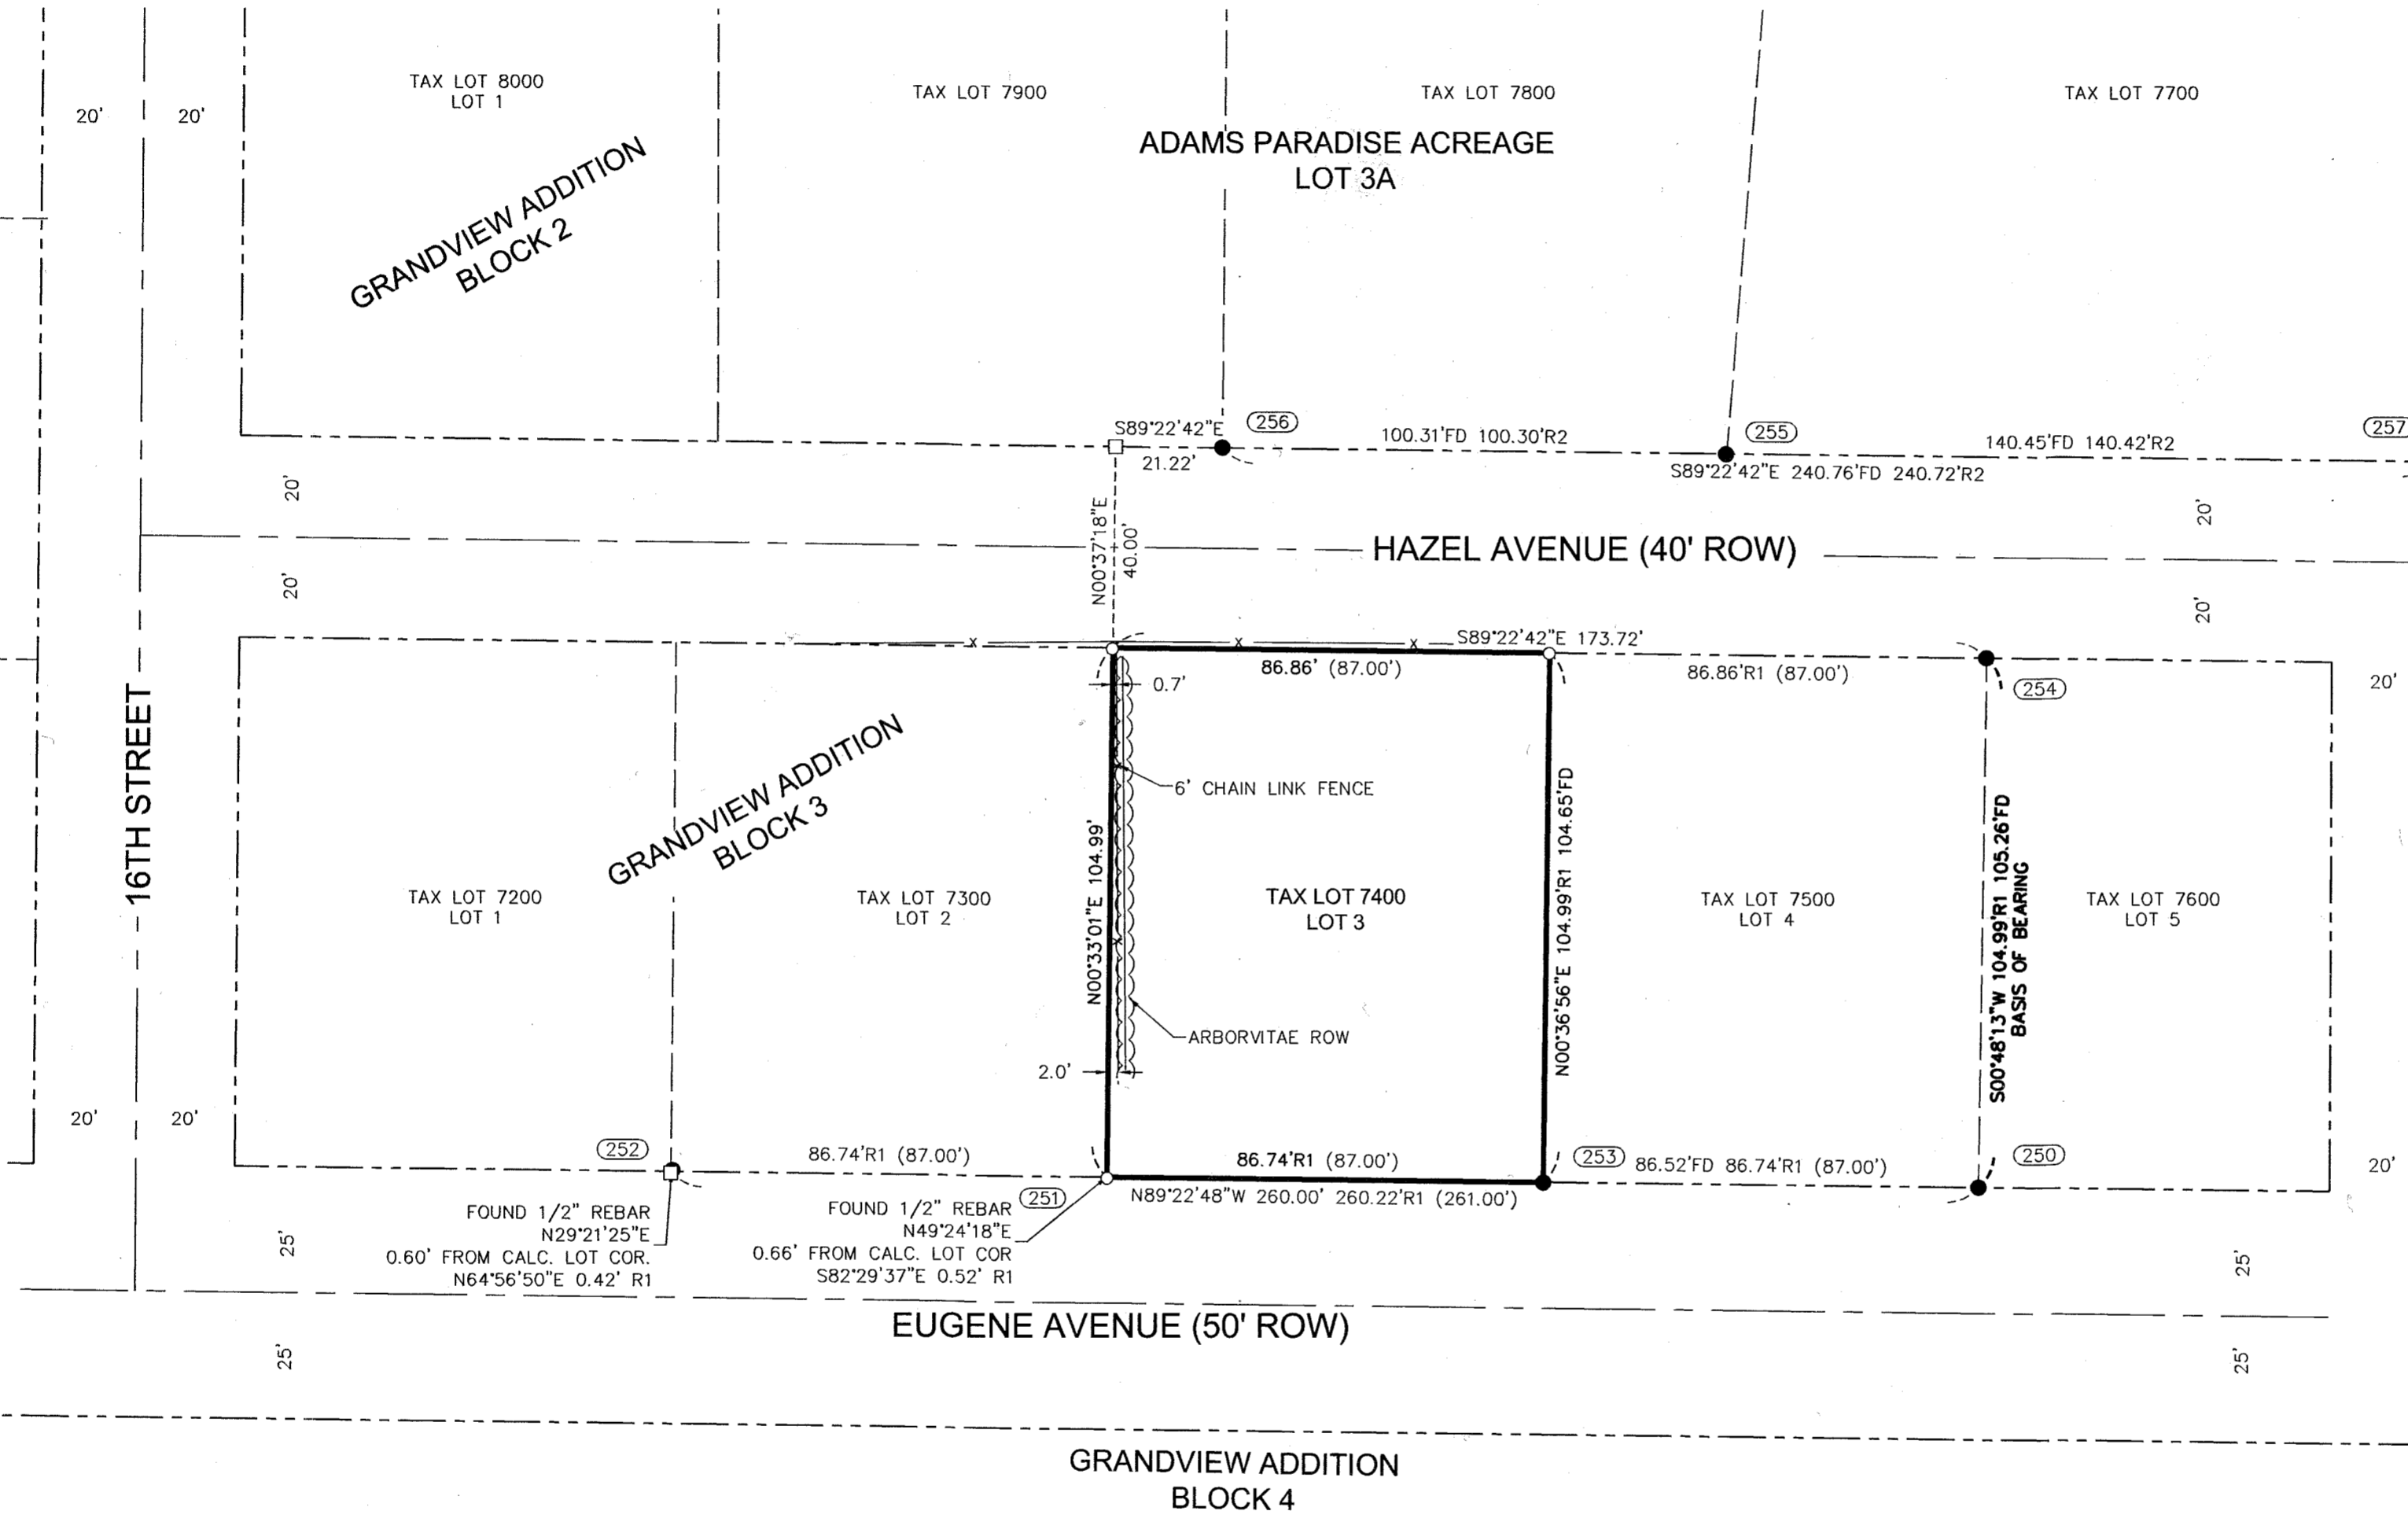 TAX LOT 8000
LOT 1
TAX LOT 7900
TAX LOT 7800
TAX LOT 7700
20'
20'
ADAMS PARADISE ACREAGE
LOT 3A
GRANDVIEW ADDITION
BLOCK 2
S89°22'42"E
256
21.22'
100.31'FD 100.30'R2
255
140.45'FD 140.42'R2
257
S89°22'42"E 240.76'FD 240.72'R2
20'
20'
N00°37'18"E
40.00'
HAZEL AVENUE (40' ROW)
20'
20'
X
X
X
S89°22'42"E 173.72'
86.86' (87.00')
86.86'R1 (87.00')
254
20'
0.7'
16TH STREET
GRANDVIEW ADDITION
BLOCK 3
6' CHAIN LINK FENCE
N00°33'01"E 104.99'
N00°36'56"E 104.99'R1 104.65'FD
S00°48'13"W 104.99'R1 105.26'FD
BASIS OF BEARING
TAX LOT 7200
LOT 1
TAX LOT 7300
LOT 2
TAX LOT 7400
LOT 3
TAX LOT 7500
LOT 4
TAX LOT 7600
LOT 5
ARBORVITAE ROW
2.0'
20'
20'
252
86.74'R1 (87.00')
86.74'R1 (87.00')
253
86.52'FD 86.74'R1 (87.00')
250
20'
251
N89°22'48"W 260.00' 260.22'R1 (261.00')
FOUND 1/2" REBAR
N29°21'25"E
0.60' FROM CALC. LOT COR.
N64°56'50"E 0.42' R1
FOUND 1/2" REBAR
N49°24'18"E
0.66' FROM CALC. LOT COR
S82°29'37"E 0.52' R1
25'
25'
EUGENE AVENUE (50' ROW)
25'
25'
GRANDVIEW ADDITION
BLOCK 4